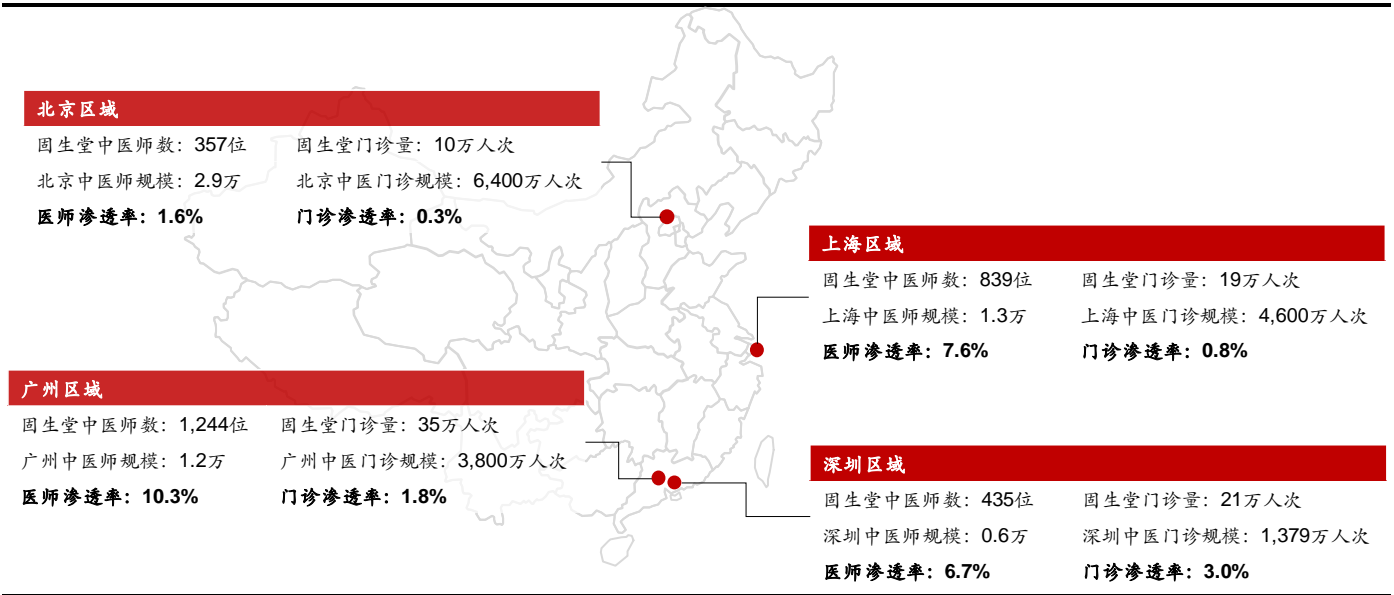 北京区域
固生堂中医师数：357位 固生堂门诊量：10万人次
北京中医师规模：2.9万 北京中医门诊规模：6,400万人次
医师渗透率：1.6% 门诊渗透率：0.3%
上海区域
固生堂中医师数：839位 固生堂门诊量：19万人次
上海中医师规模：1.3万 上海中医门诊规模：4,600万人次
医师渗透率：7.6% 门诊渗透率：0.8%
广州区域
固生堂中医师数：1,244位 固生堂门诊量：35万人次
广州中医师规模：1.2万 广州中医门诊规模：3,800万人次
医师渗透率：10.3% 门诊渗透率：1.8%
深圳区域
固生堂中医师数：435位 固生堂门诊量：21万人次
深圳中医师规模：0.6万 深圳中医门诊规模：1,379万人次
医师渗透率：6.7% 门诊渗透率：3.0%